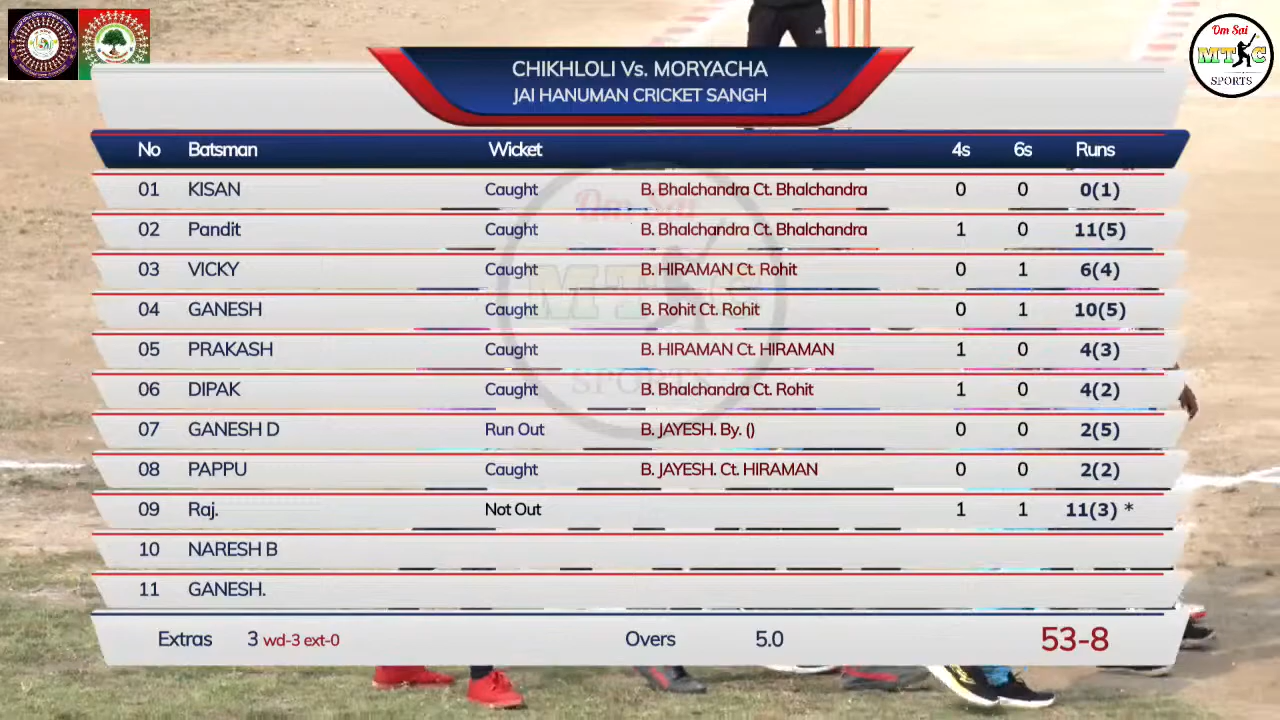 Om Sai
MTCC
SPORTS
CHIKHLOLI Vs. MORYACHA
JAI HANUMAN CRICKET SANGH
No Batsman Wicket 4s 6s Runs
01 KISAN Caught B. Bhalchandra Ct. Bhalchandra 0 0 0(1)
02 Pandit Caught B. Bhalchandra Ct. Bhalchandra 1 0 11(5)
03 VICKY Caught B. HIRAMAN Ct. Rohit 0 1 6(4)
04 GANESH Caught B. Rohit Ct. Rohit 0 1 10(5)
05 PRAKASH Caught B. HIRAMAN Ct. HIRAMAN 1 0 4(3)
06 DIPAK Caught B. Bhalchandra Ct. Rohit 1 0 4(2)
07 GANESH D Run Out B. JAYESH. By. () 0 0 2(5)
08 PAPPU Caught B. JAYESH. Ct. HIRAMAN 0 0 2(2)
09 Raj. Not Out 1 1 11(3) *
10 NARESH B
11 GANESH.
Extras 3 wd-3 ext-0 Overs 5.0 53-8